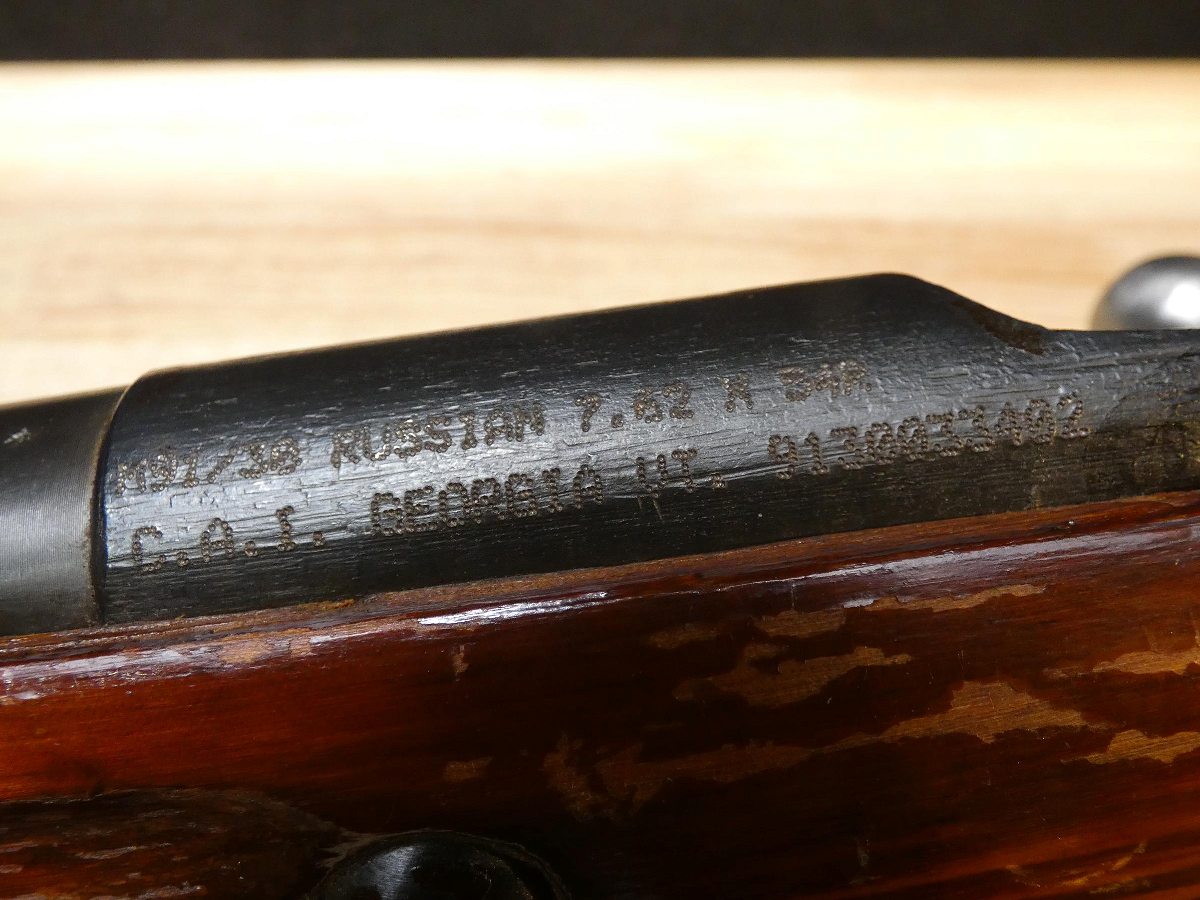 M91/30 RUSSIAN 7.62 X 54R
C.A.I. GEORGIA VT. 9130033402